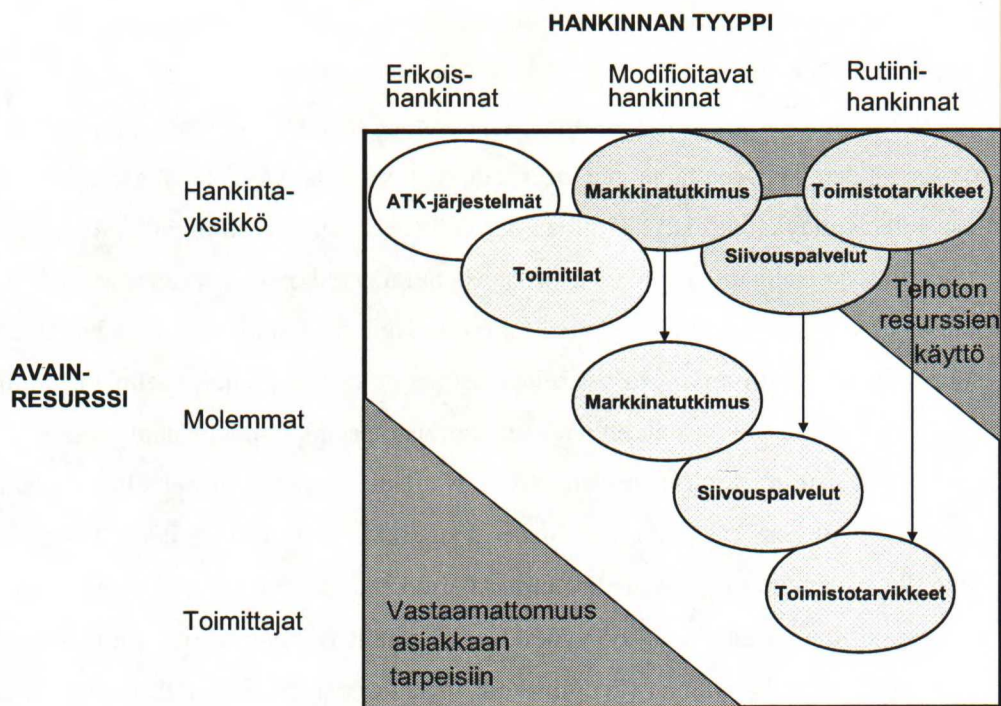 HANKINNAN TYYPPI
Erikois-
hankinnat
Modifioitavat
hankinnat
Rutiini-
hankinnat
Hankinta-
yksikkö
ATK-järjestelmät
Markkinatutkimus
Toimistotarvikkeet
Toimitilat
Siivouspalvelut
Tehoton
resurssien
käyttö
AVAIN-
RESURSSI
Molemmat
Markkinatutkimus
Siivouspalvelut
Toimistotarvikkeet
Toimittajat
Vastaamattomuus
asiakkaan
tarpeisiin